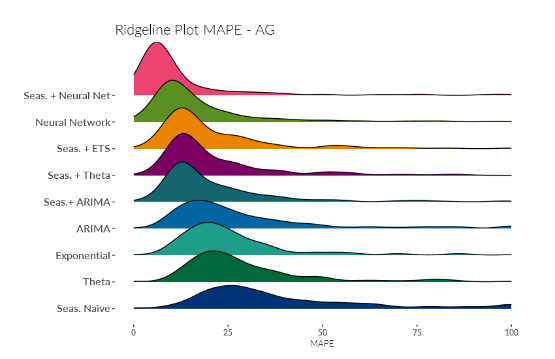 Ridgeline Plot MAPE - AG
Seas. + Neural Net
Neural Network
Seas. + ETS
Seas. + Theta
Seas.+ ARIMA
ARIMA
Exponential
Theta
Seas. Naive
0 25 50 75 100
MAPE